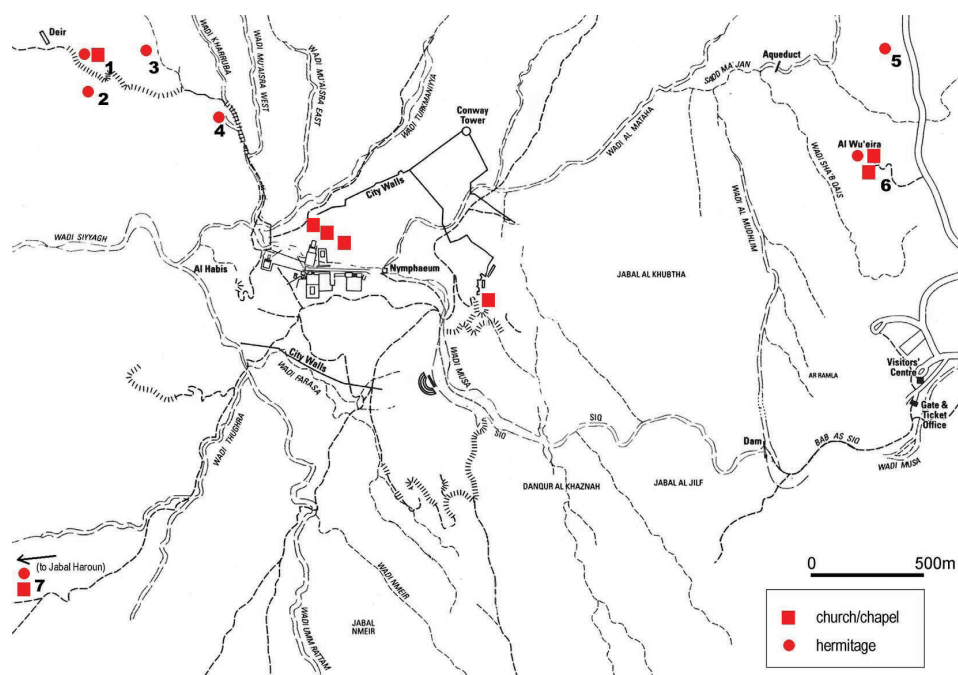 Deir
1
2
3
4
WADI KHARRUBA
WADI MU'AISRA WEST
WADI MU'AISRA EAST
WADI TURKMANIYYA
Conway
Tower
City Walls
WADI AL MATAHA
SADD MA'JAN
Aqueduct
5
Al Wu'eira
6
WADI SHA'B QAIS
WADI AL MUDHLIM
WADI SIYYAGH
Al Habis
Nymphaeum
JABAL AL KHUBTHA
City Walls
WADI FARASA
WADI MUSA
WADI THUGHRA
AR RAMLA
Visitors'
Centre
Gate &
Ticket
Office
SIQ
SIQ
Dam
BAB AS SIQ
WADI MUSA
DANQUR AL KHAZNAH
JABAL AL JILF
(to Jabal Haroun)
7
WADI NMEIR
JABAL
NMEIR
WADI UMM RATTAM
0
500m
church/chapel
hermitage